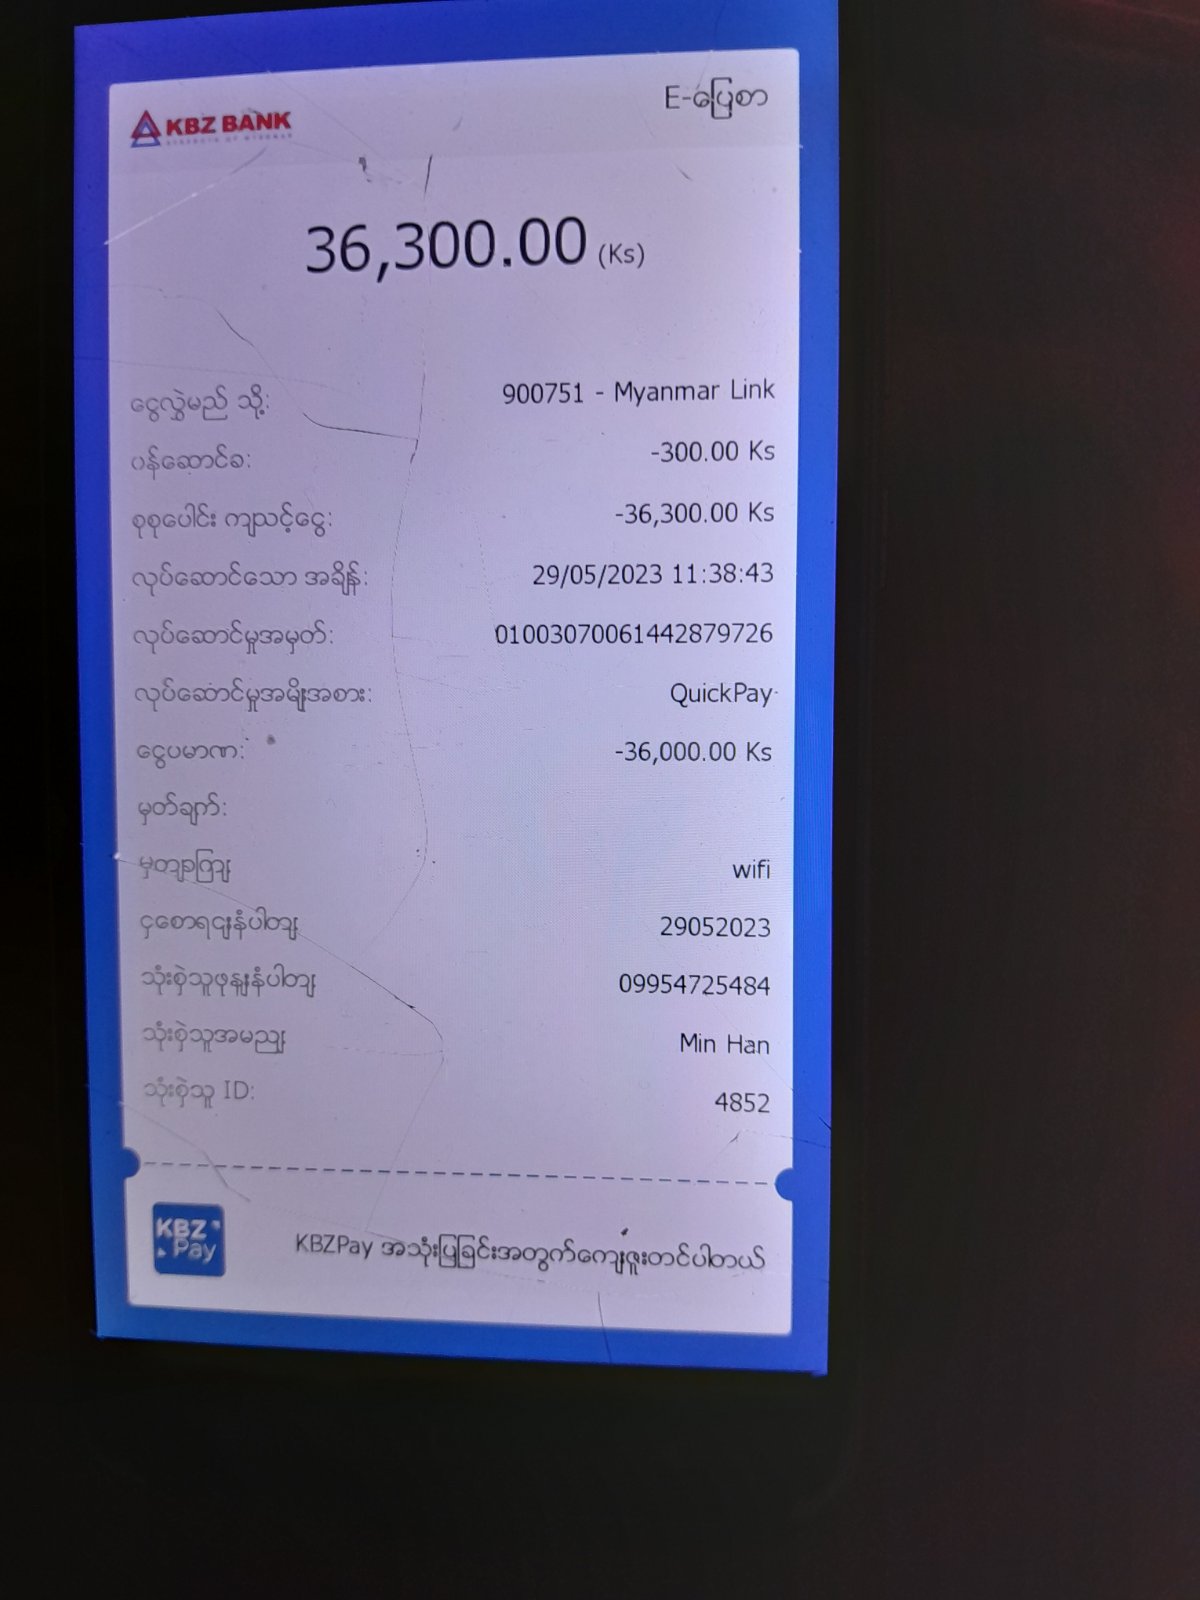 KBZ BANK
E-ပြေစာ
36,300.00 (Ks)
ငွေလွှဲမည် သို့: 900751 - Myanmar Link
ဝန်ဆောင်ခ: -300.00 Ks
စုစုပေါင်း ကျသင့်ငွေ: -36,300.00 Ks
လုပ်ဆောင်သော အချိန်: 29/05/2023 11:38:43
လုပ်ဆောင်မှုအမှတ်: 01003070061442879726
လုပ်ဆောင်မှုအမျိုးအစား: QuickPay
ငွေပမာဏ: -36,000.00 Ks
မှတ်ချက်:
wifi
29052023
09954725484
Min Han
သုံးစွဲသူ ID: 4852
KBZ Pay
KBZPay အသုံးပြုခြင်းအတွက်ကျေးဇူးတင်ပါတယ်